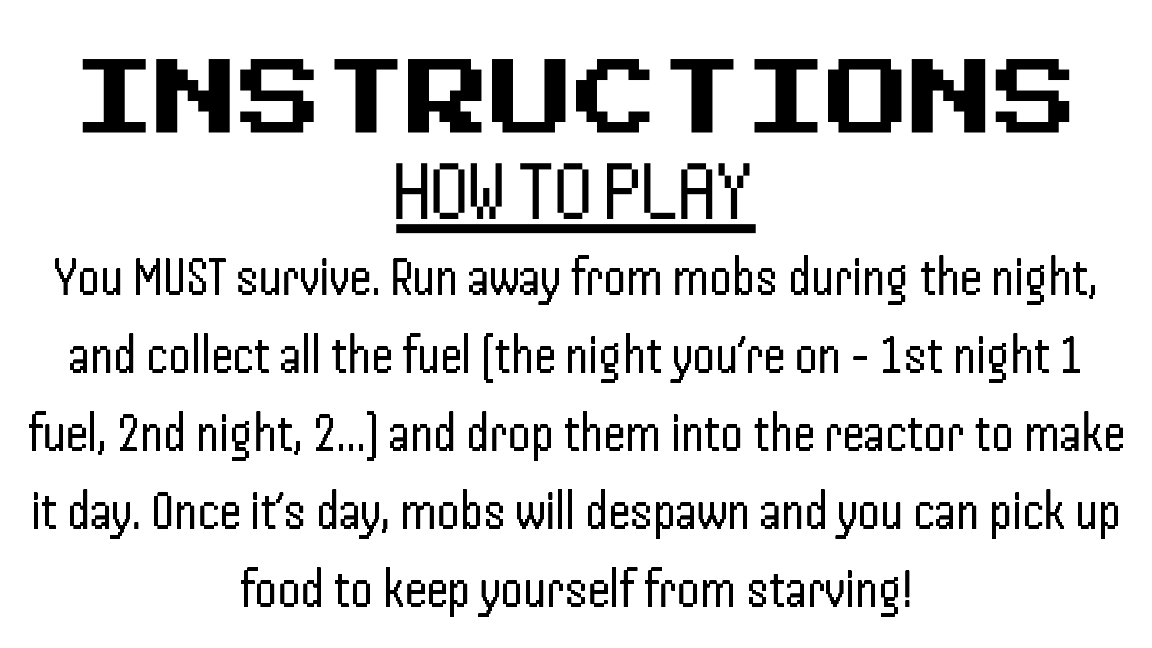 INSTRUCTIONS
HOW TO PLAY
You MUST survive. Run away from mobs during the night,
and collect all the fuel (the night you're on - 1st night 1
fuel, 2nd night, 2...) and drop them into the reactor to make
it day. Once it's day, mobs will despawn and you can pick up
food to keep yourself from starving!